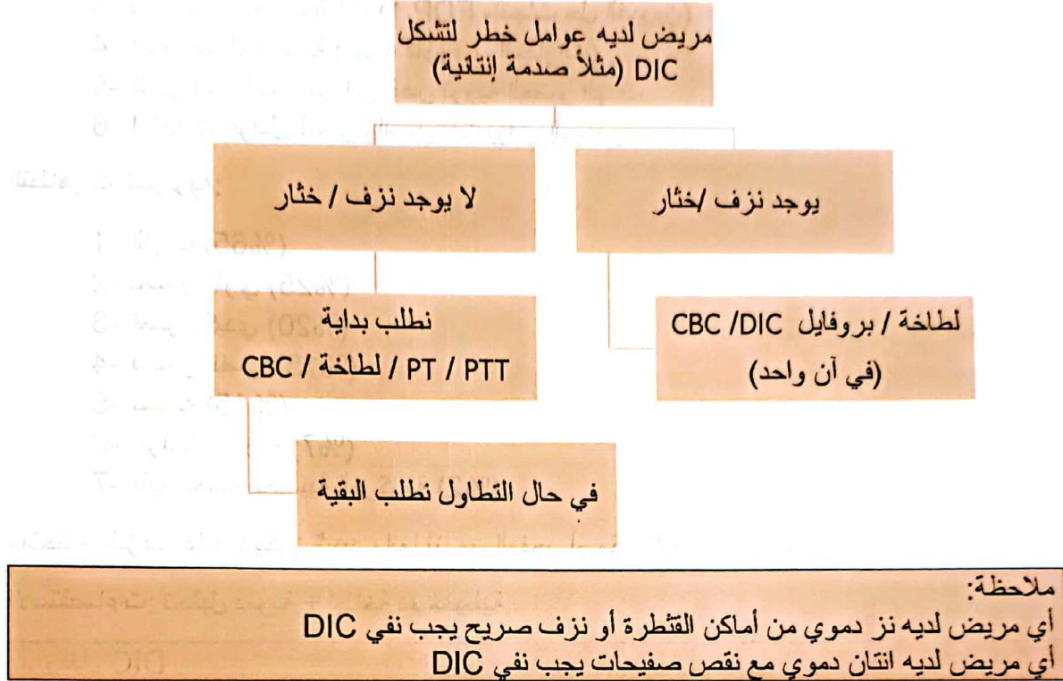 مريض لديه عوامل خطر لتشكل
DIC (مثلاً صدمة إنتانية)
يوجد نزف /خثار
لا يوجد نزف / خثار
لطاخة / بروفايل CBC /DIC
(في آن واحد)
نطلب بداية
CBC / لطاخة / PT / PTT
في حال التطاول نطلب البقية
ملاحظة:
أي مريض لديه نز دموي من أماكن القثطرة أو نزف صريح يجب نفي DIC
أي مريض لديه انتان دموي مع نقص صفيحات يجب نفي DIC